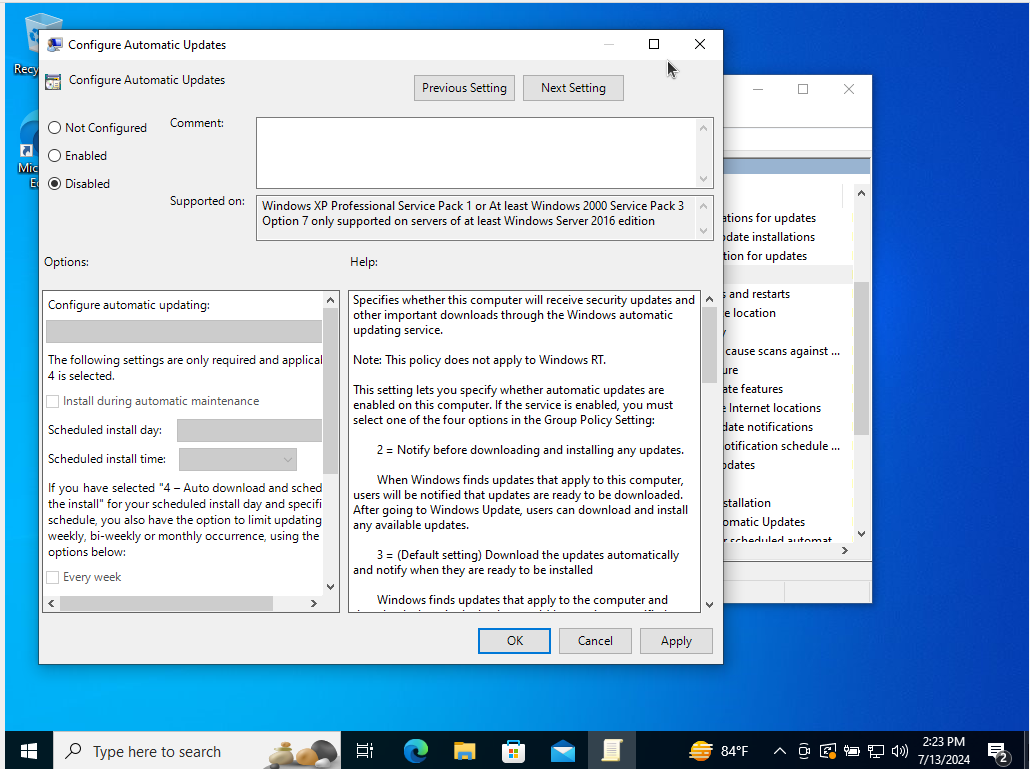 Recy
Configure Automatic Updates
Configure Automatic Updates
Previous Setting
Next Setting
Mic
E
Not Configured
Enabled
Disabled
Comment:
Supported on:
Windows XP Professional Service Pack 1 or At least Windows 2000 Service Pack 3
Option 7 only supported on servers of at least Windows Server 2016 edition
Options:
Help:
Configure automatic updating:
The following settings are only required and applical
4 is selected.
Install during automatic maintenance
Scheduled install day:
Scheduled install time:
If you have selected "4 – Auto download and sched
the install" for your scheduled install day and specifi
schedule, you also have the option to limit updating
weekly, bi-weekly or monthly occurrence, using the
options below:
Every week
Specifies whether this computer will receive security updates and
other important downloads through the Windows automatic
updating service.
Note: This policy does not apply to Windows RT.
This setting lets you specify whether automatic updates are
enabled on this computer. If the service is enabled, you must
select one of the four options in the Group Policy Setting:
2 = Notify before downloading and installing any updates.
When Windows finds updates that apply to this computer,
users will be notified that updates are ready to be downloaded.
After going to Windows Update, users can download and install
any available updates.
3 = (Default setting) Download the updates automatically
and notify when they are ready to be installed
Windows finds updates that apply to the computer and
OK
Cancel
Apply
ations for updates
pdate installations
tion for updates
s and restarts
e location
cause scans against ...
ure
ate features
e Internet locations
date notifications
otification schedule ...
pdates
stallation
omatic Updates
r scheduled automat
Type here to search
84°F
2:23 PM
7/13/2024
2